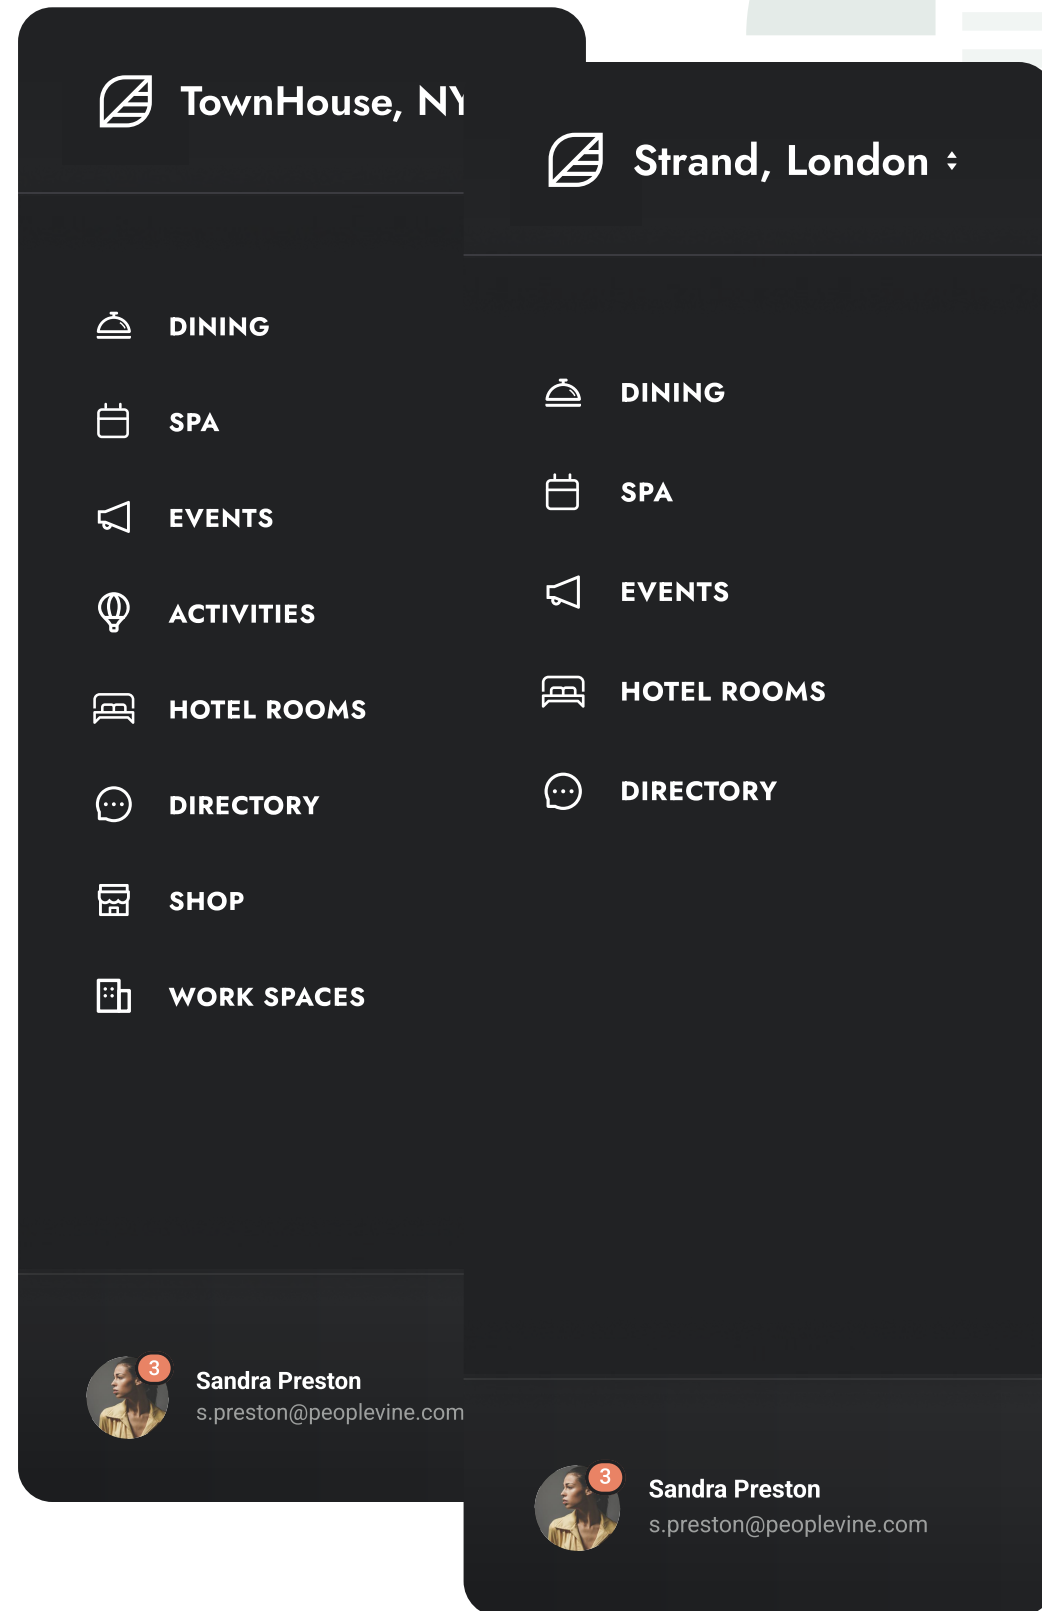 TownHouse, NY
DINING
SPA
EVENTS
ACTIVITIES
HOTEL ROOMS
DIRECTORY
SHOP
WORK SPACES
3
Sandra Preston
s.preston@peoplevine.com
Strand, London
DINING
SPA
EVENTS
HOTEL ROOMS
DIRECTORY
3
Sandra Preston
s.preston@peoplevine.com